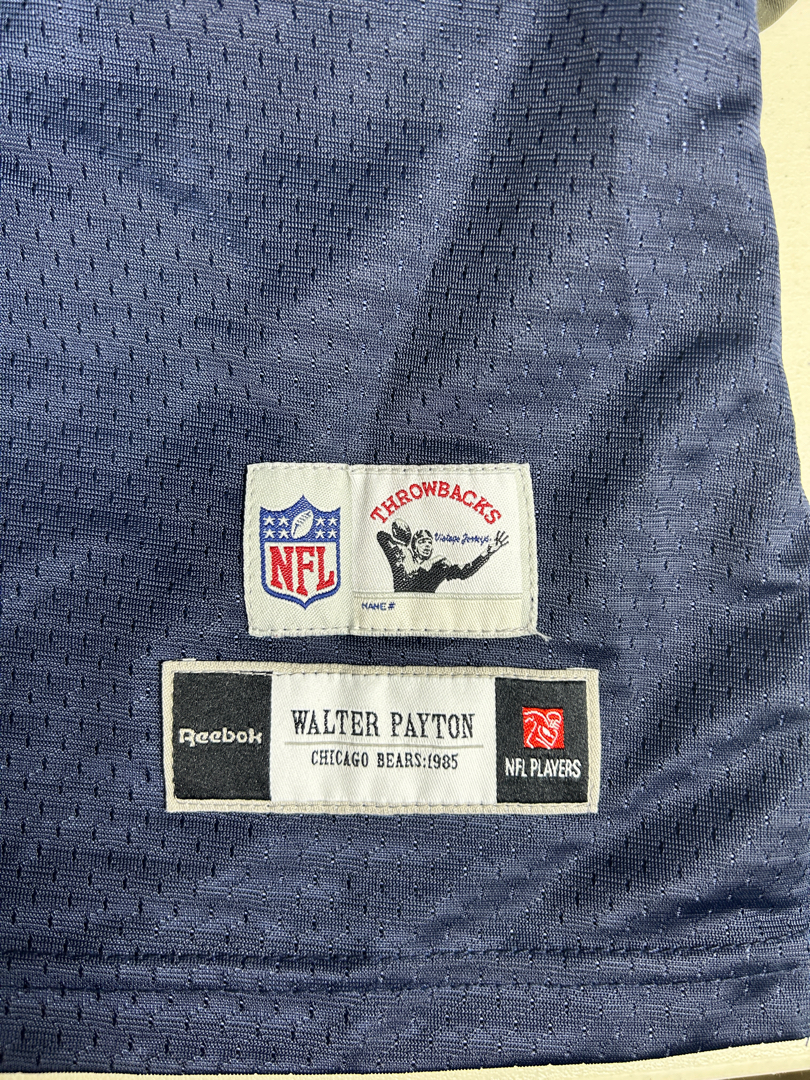 THROWBACKS
Vintage Jerseys
NFL
NAME #
Reebok
WALTER PAYTON
CHICAGO BEARS:1985
NFL PLAYERS